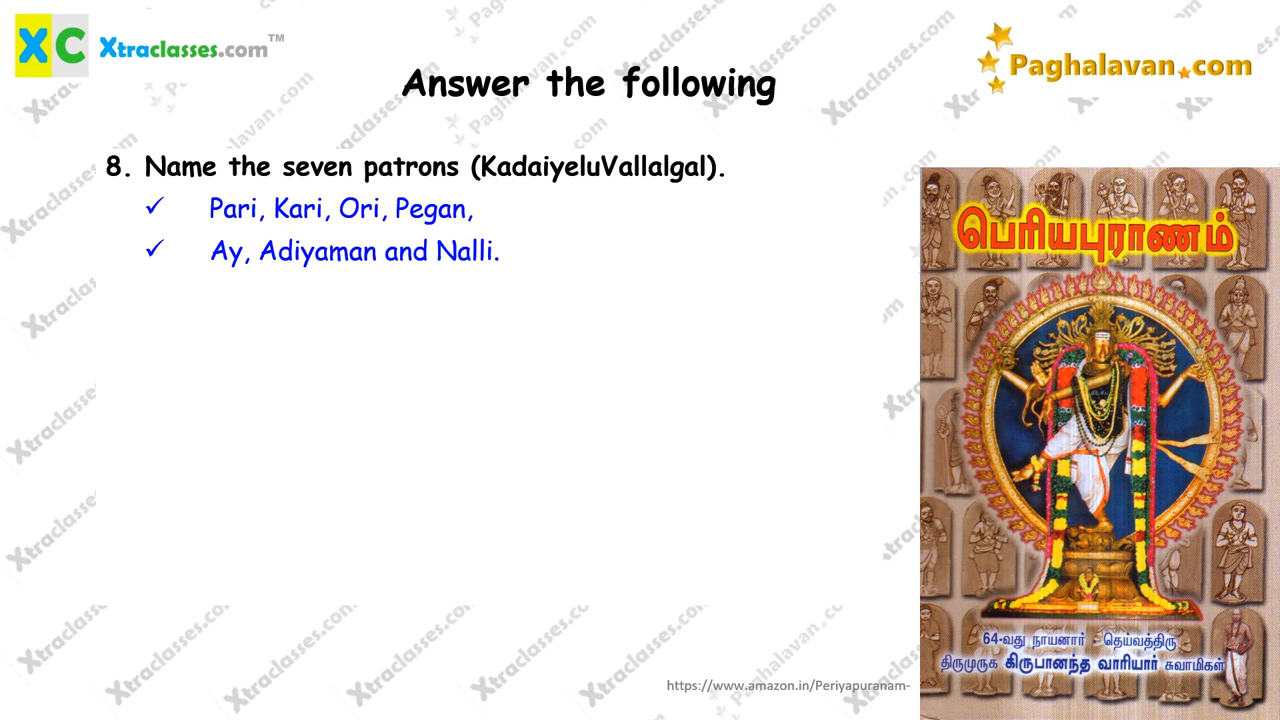 XC Xtraclasses.com™
Paghalavan.com
Answer the following
8. Name the seven patrons (KadaiyeluVallalgal).
✓ Pari, Kari, Ori, Pegan,
✓ Ay, Adiyaman and Nalli.
பெரியபுராணம்
64-வது நாயனார் - தெய்வத்திரு
திருமுருக கிருபானந்த வாரியார் சுவாமிகள்
https://www.amazon.in/Periyapuranam-